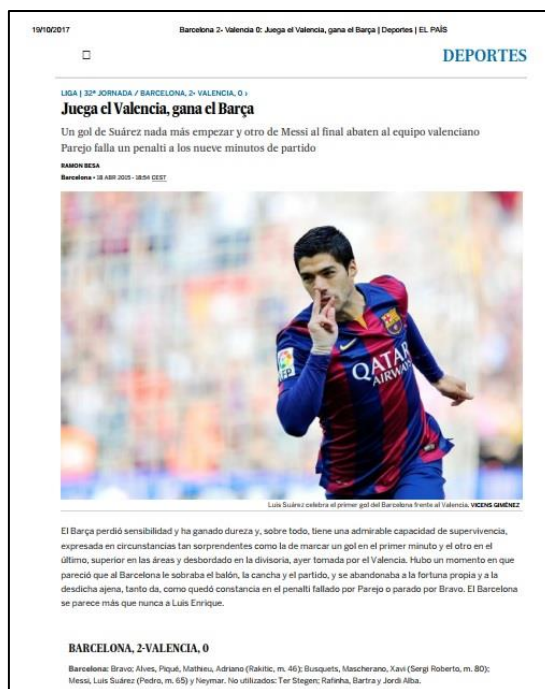 19/10/2017 Barcelona 2- Valencia 0: Juega el Valencia, gana el Barça | Deportes | EL PAÍS
DEPORTES
LIGA | 32ª JORNADA / BARCELONA, 2- VALENCIA, 0 ›
Juega el Valencia, gana el Barça
Un gol de Suárez nada más empezar y otro de Messi al final abaten al equipo valenciano
Parejo falla un penalti a los nueve minutos de partido
RAMON BESA
Barcelona • 18 ABR 2015 - 18:54 CEST
LFP
QATAR
AIRWAYS
Luis Suárez celebra el primer gol del Barcelona frente al Valencia. VICENS GIMÉNEZ
El Barça perdió sensibilidad y ha ganado dureza y, sobre todo, tiene una admirable capacidad de supervivencia,
expresada en circunstancias tan sorprendentes como la de marcar un gol en el primer minuto y el otro en el
último, superior en las áreas y desbordado en la divisoria, ayer tomada por el Valencia. Hubo un momento en que
pareció que al Barcelona le sobraba el balón, la cancha y el partido, y se abandonaba a la fortuna propia y a la
desdicha ajena, tanto da, como quedó constancia en el penalti fallado por Parejo o parado por Bravo. El Barcelona
se parece más que nunca a Luis Enrique.
BARCELONA, 2-VALENCIA, 0
Barcelona: Bravo; Alves, Piqué, Mathieu, Adriano (Rakitic, m. 46); Busquets, Mascherano, Xavi (Sergi Roberto, m. 80);
Messi, Luis Suárez (Pedro, m. 65) y Neymar. No utilizados: Ter Stegen; Rafinha, Bartra y Jordi Alba.